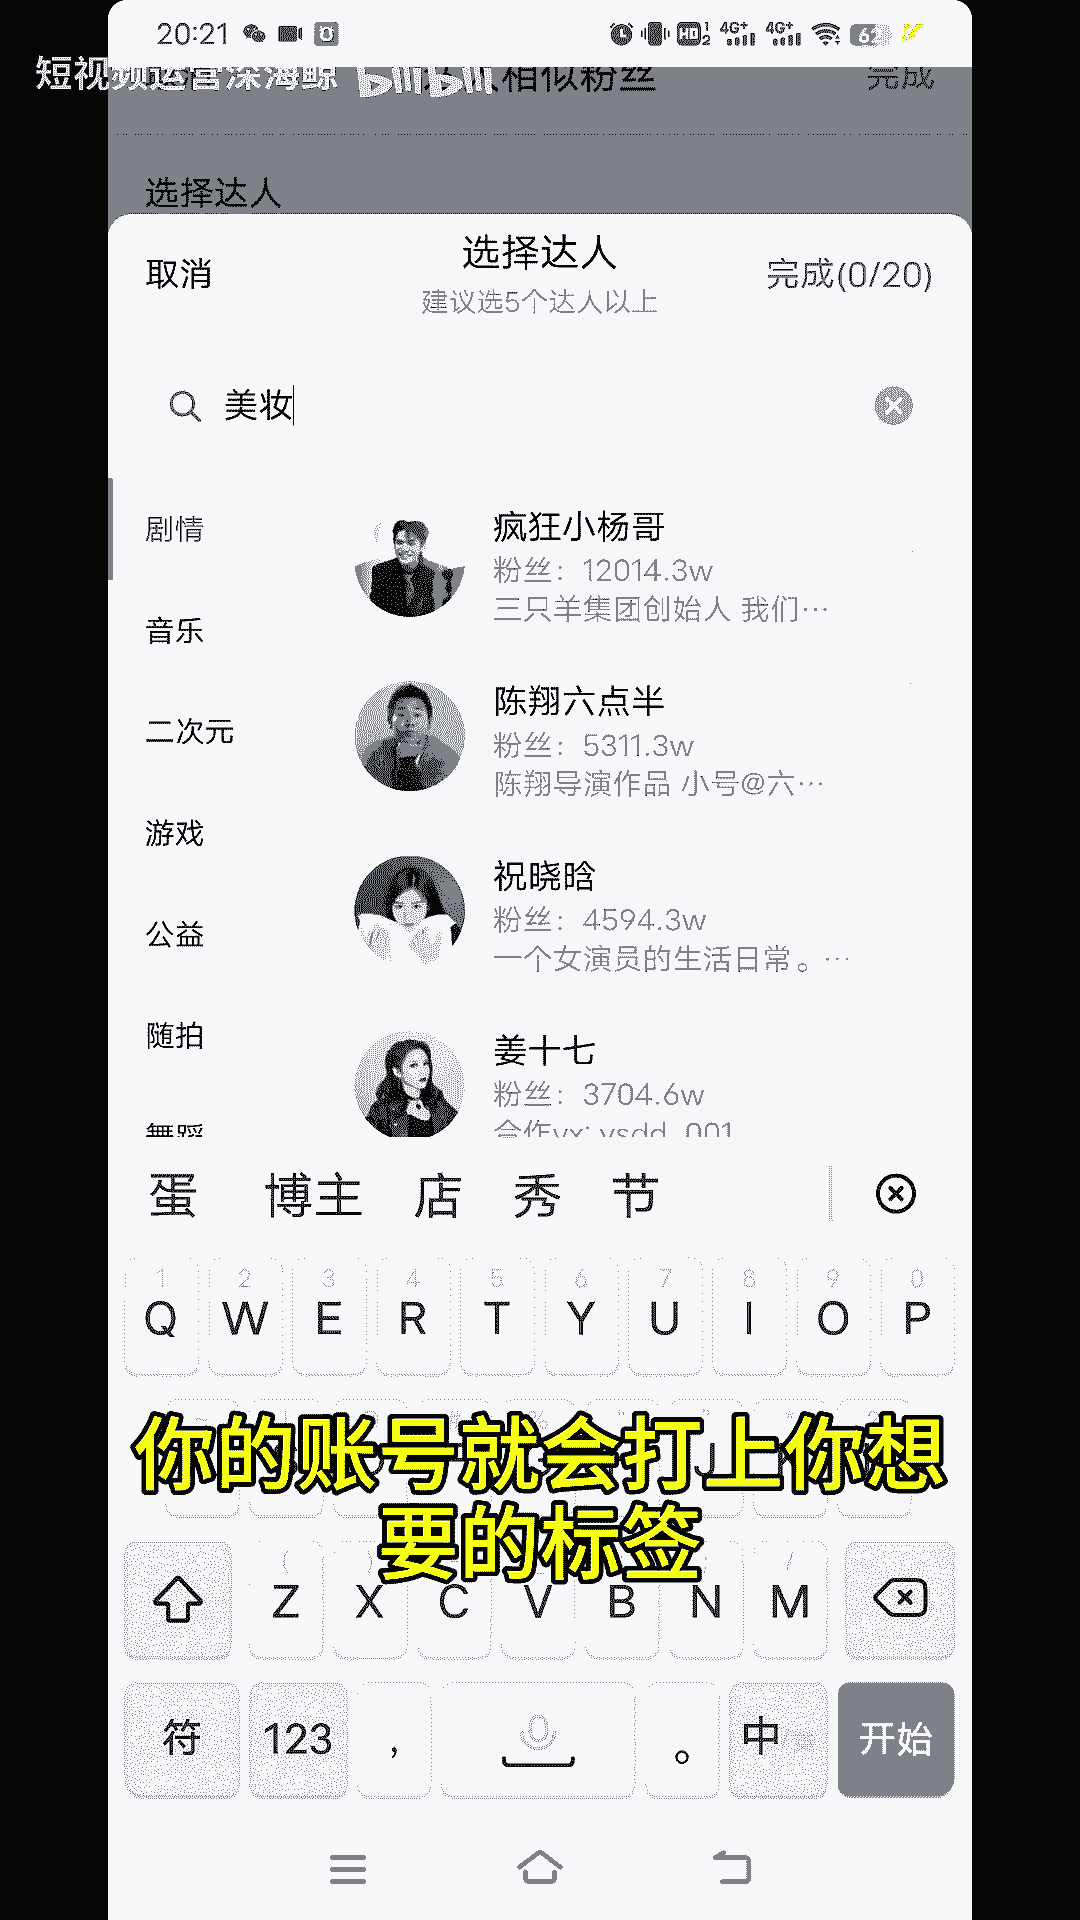 20:21
HD 1 2 4G+ 4G+ 62
短视频运营深海鲸 bilibili
相似粉丝 完成
选择达人
取消 选择达人 完成(0/20)
建议选5个达人以上
美妆
剧情
音乐
二次元
游戏
公益
随拍
舞蹈
疯狂小杨哥
粉丝：12014.3w
三只羊集团创始人 我们…
陈翔六点半
粉丝：5311.3w
陈翔导演作品 小号@六…
祝晓晗
粉丝：4594.3w
一个女演员的生活日常。…
姜十七
粉丝：3704.6w
合作vx: vsdd_001
蛋 博主 店 秀 节
1 2 3 4 5 6 7 8 9 0
Q W E R T Y U I O P
你的账号就会打上你想
要的标签
Z X C V B N M
符 123 ， 。 中 开始